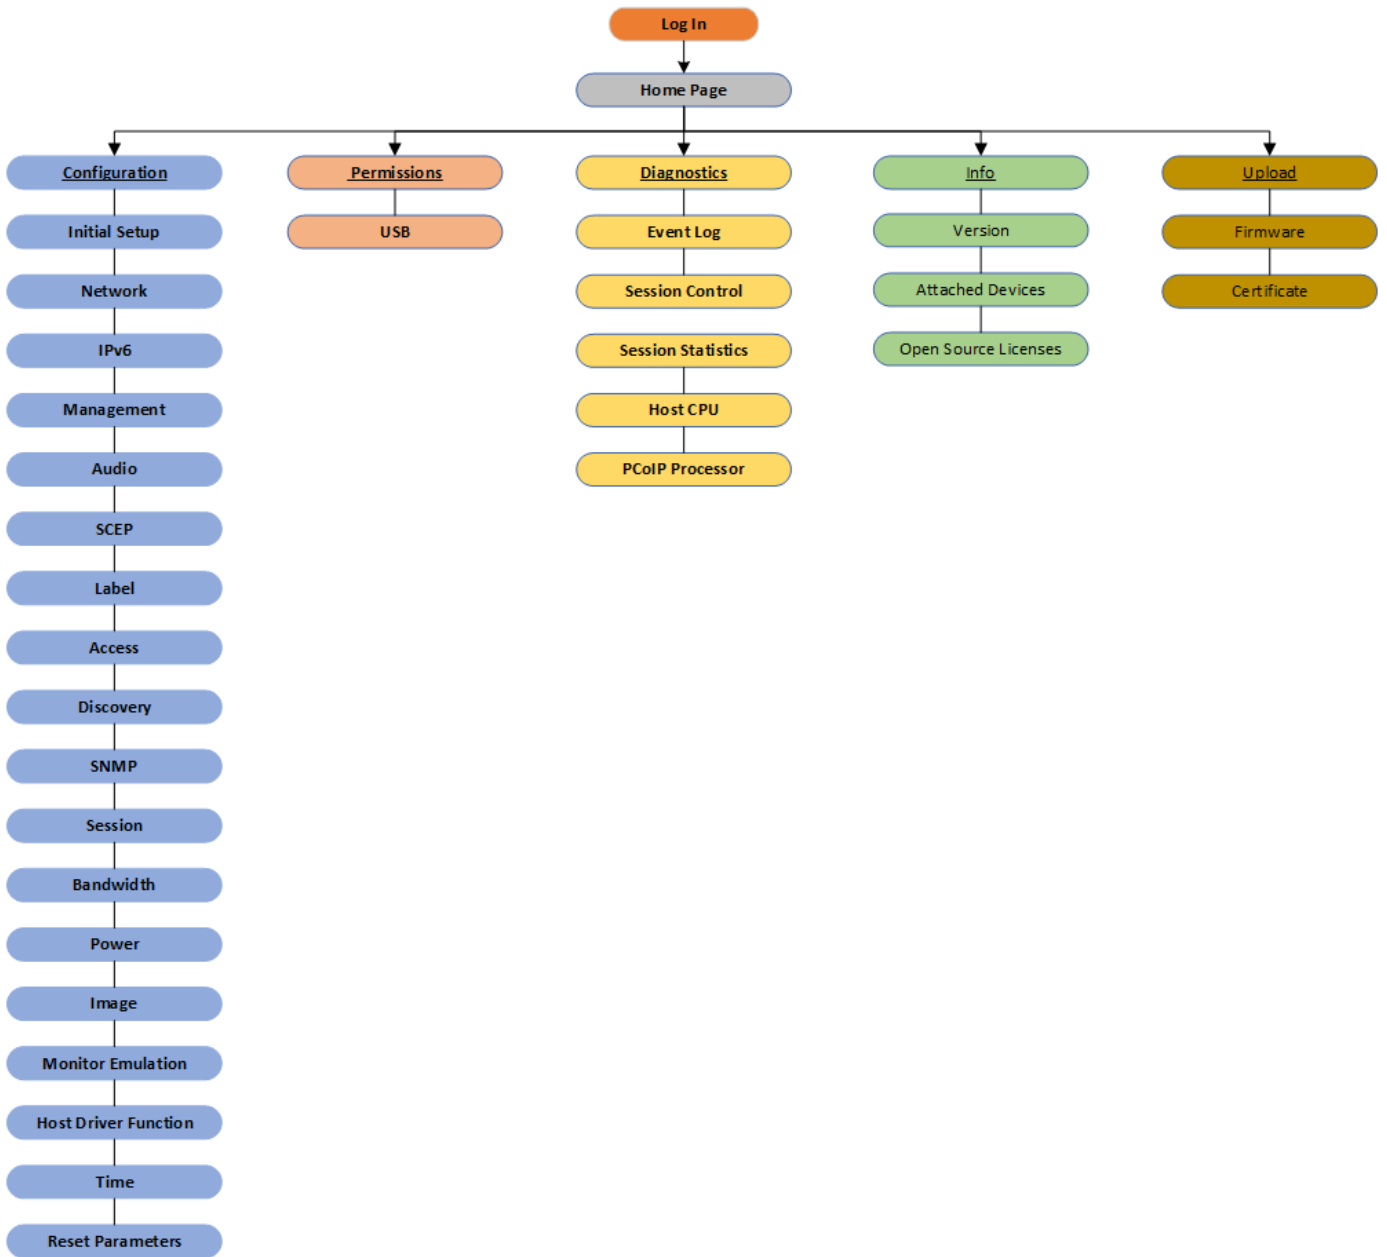 Log In
Home Page
Configuration
Initial Setup
Network
IPv6
Management
Audio
SCEP
Label
Access
Discovery
SNMP
Session
Bandwidth
Power
Image
Monitor Emulation
Host Driver Function
Time
Reset Parameters
Permissions
USB
Diagnostics
Event Log
Session Control
Session Statistics
Host CPU
PCoIP Processor
Info
Version
Attached Devices
Open Source Licenses
Upload
Firmware
Certificate